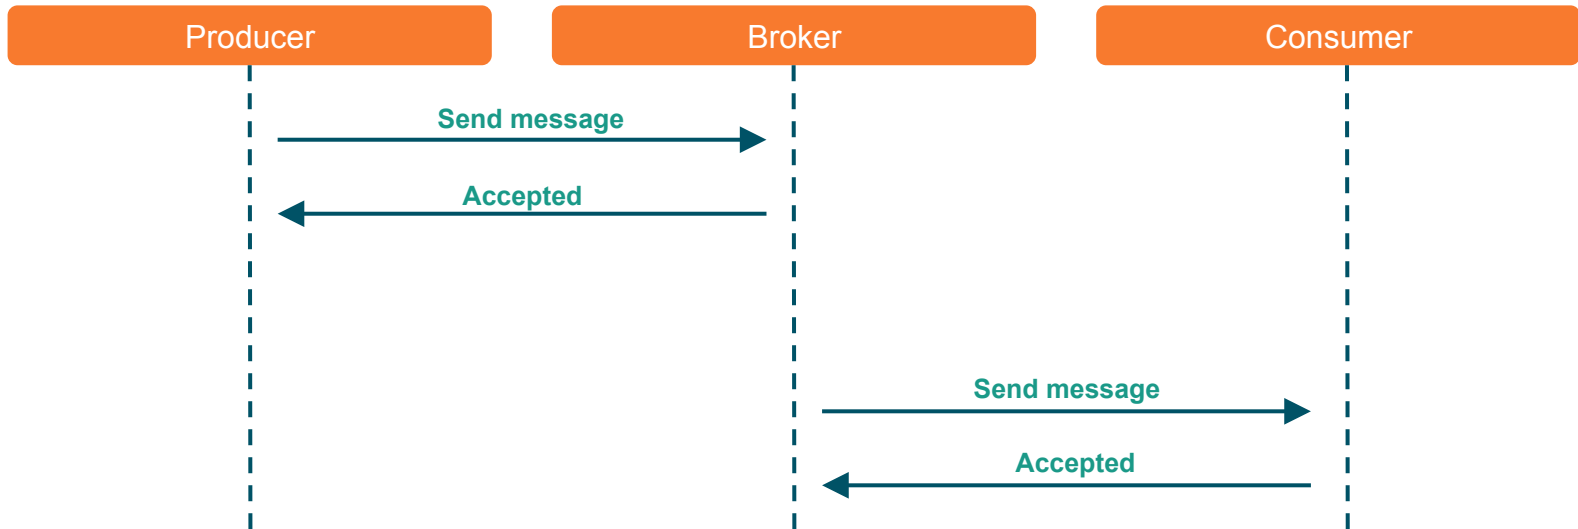 Producer
Broker
Consumer
Send message
Accepted
Send message
Accepted